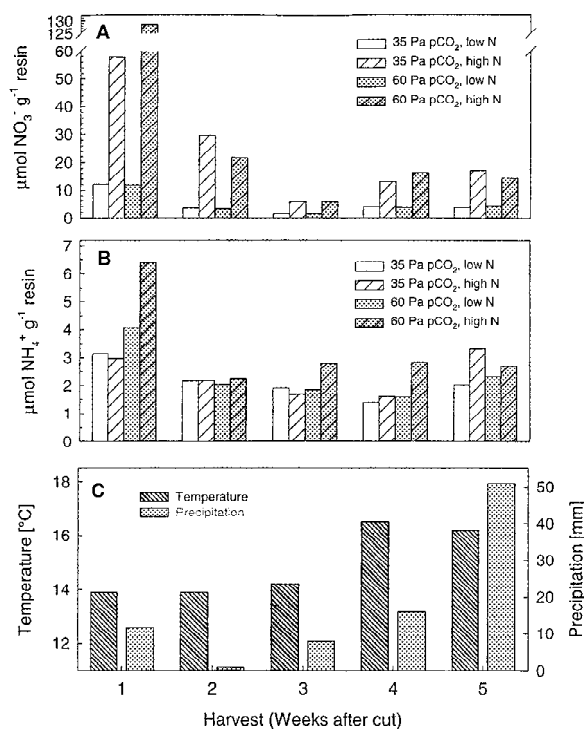 A
130
125
60
50
40
30
20
10
0
µmol NO3- g-1 resin
35 Pa pCO2, low N
35 Pa pCO2, high N
60 Pa pCO2, low N
60 Pa pCO2, high N
B
7
6
5
4
3
2
1
0
µmol NH4+ g-1 resin
35 Pa pCO2, low N
35 Pa pCO2, high N
60 Pa pCO2, low N
60 Pa pCO2, high N
C
18
16
14
12
Temperature [°C]
Temperature
Precipitation
50
40
30
20
10
0
Precipitation [mm]
1 2 3 4 5
Harvest (Weeks after cut)